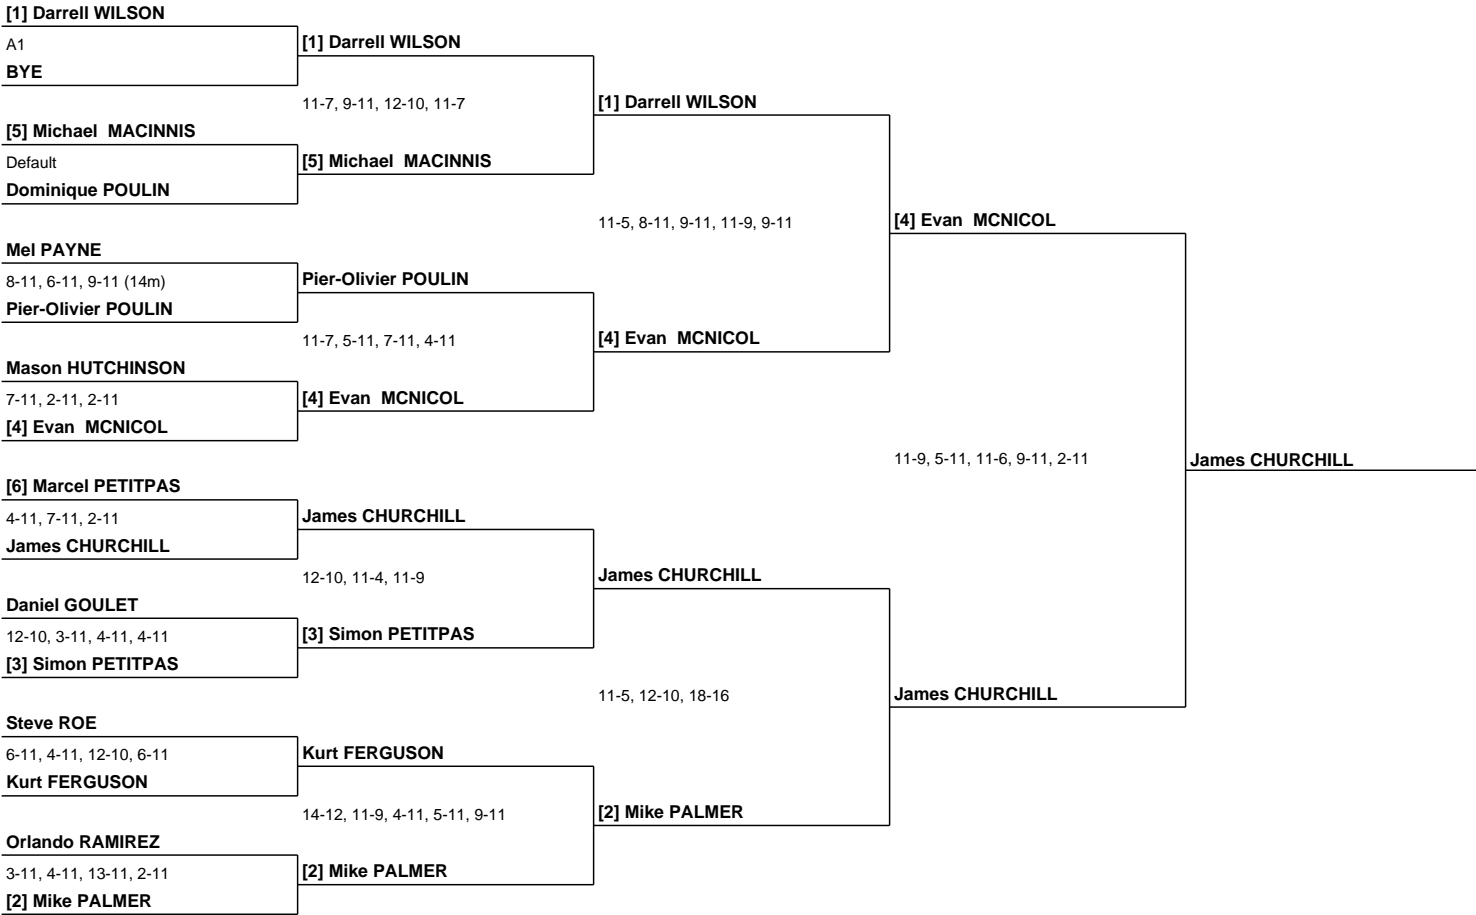 [1] Darrell WILSON
A1
BYE
[5] Michael  MACINNIS
Default
Dominique POULIN
Mel PAYNE
8-11, 6-11, 9-11 (14m)
Pier-Olivier POULIN
Mason HUTCHINSON
7-11, 2-11, 2-11
[4] Evan  MCNICOL
[6] Marcel PETITPAS
4-11, 7-11, 2-11
James CHURCHILL
Daniel GOULET
12-10, 3-11, 4-11, 4-11
[3] Simon PETITPAS
Steve ROE
6-11, 4-11, 12-10, 6-11
Kurt FERGUSON
Orlando RAMIREZ
3-11, 4-11, 13-11, 2-11
[2] Mike PALMER
[1] Darrell WILSON
11-7, 9-11, 12-10, 11-7
[5] Michael  MACINNIS
Pier-Olivier POULIN
11-7, 5-11, 7-11, 4-11
[4] Evan  MCNICOL
James CHURCHILL
12-10, 11-4, 11-9
[3] Simon PETITPAS
Kurt FERGUSON
14-12, 11-9, 4-11, 5-11, 9-11
[2] Mike PALMER
[1] Darrell WILSON
11-5, 8-11, 9-11, 11-9, 9-11
[4] Evan  MCNICOL
James CHURCHILL
11-5, 12-10, 18-16
[2] Mike PALMER
[4] Evan  MCNICOL
11-9, 5-11, 11-6, 9-11, 2-11
James CHURCHILL
James CHURCHILL